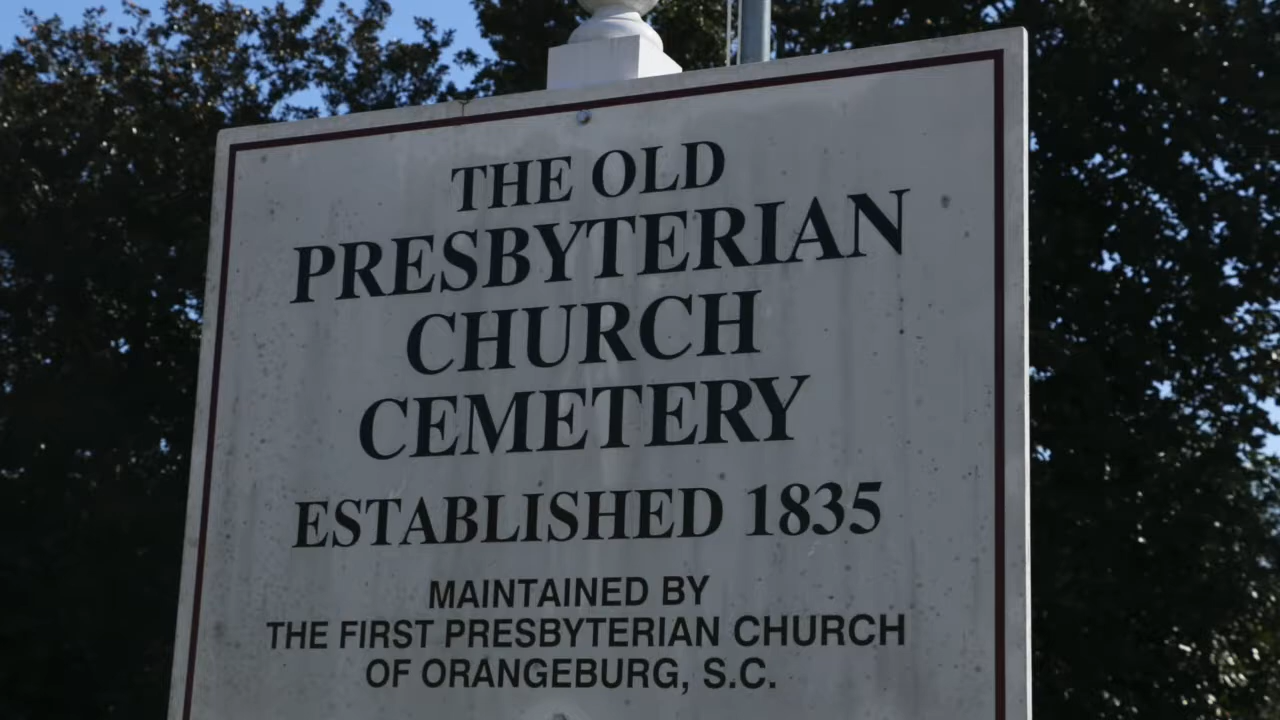 THE OLD
PRESBYTERIAN
CHURCH
CEMETERY
ESTABLISHED 1835
MAINTAINED BY
THE FIRST PRESBYTERIAN CHURCH
OF ORANGEBURG, S.C.